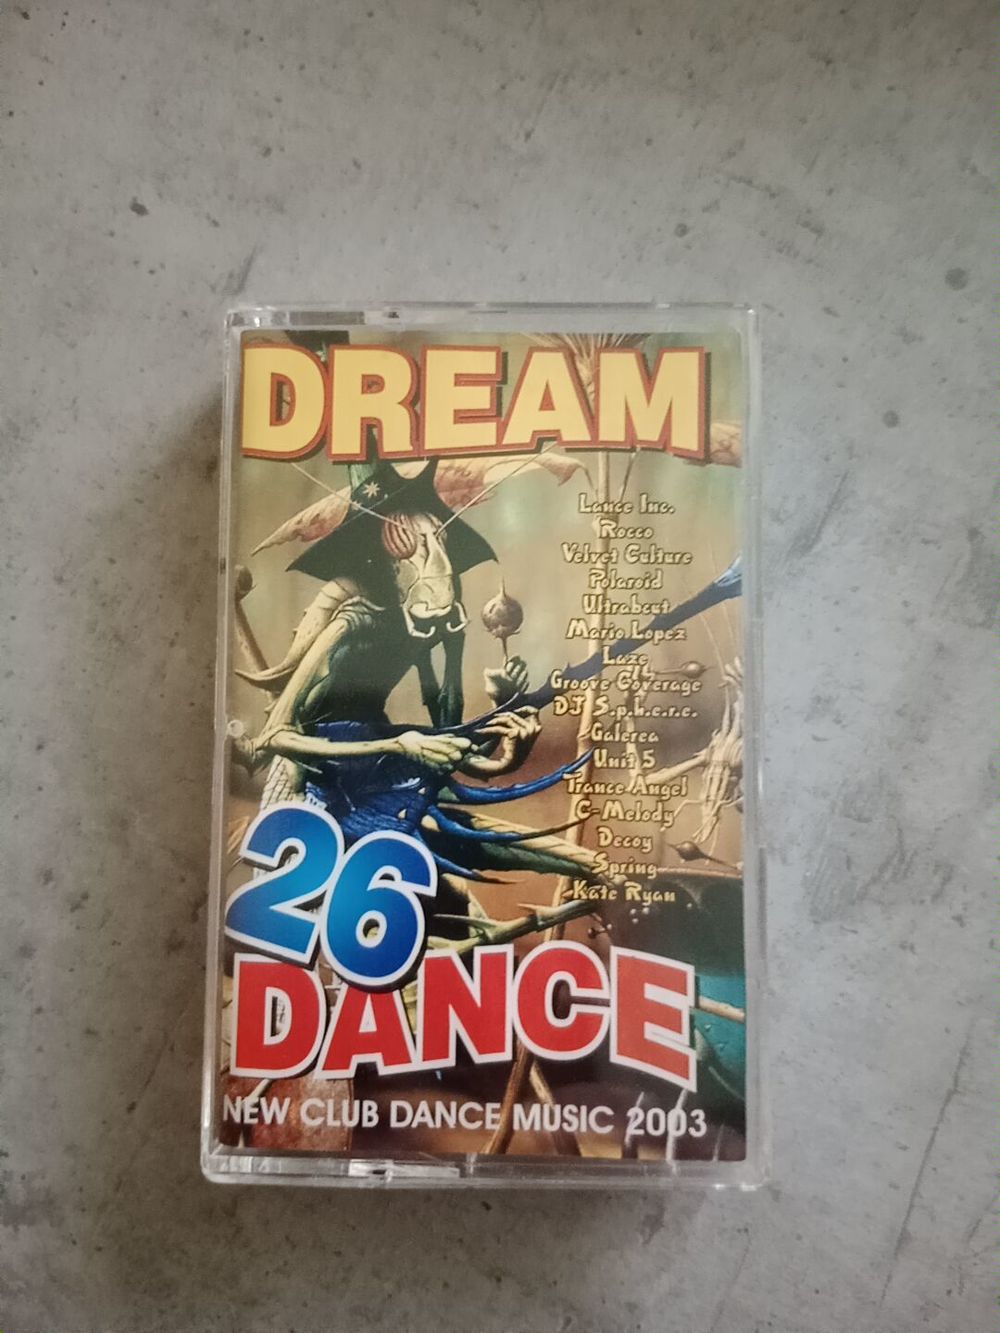 DREAM
Lance Inc.
Rocco
Velvet Culture
Polaroid
Ultrabeat
Mario Lopez
Laze
Groove Coverage
DJ S.p.h.e.r.e.
Galerea
Unit 5
Trance Angel
C-Melody
Decoy
Spring
Kate Ryan
26
DANCE
NEW CLUB DANCE MUSIC 2003